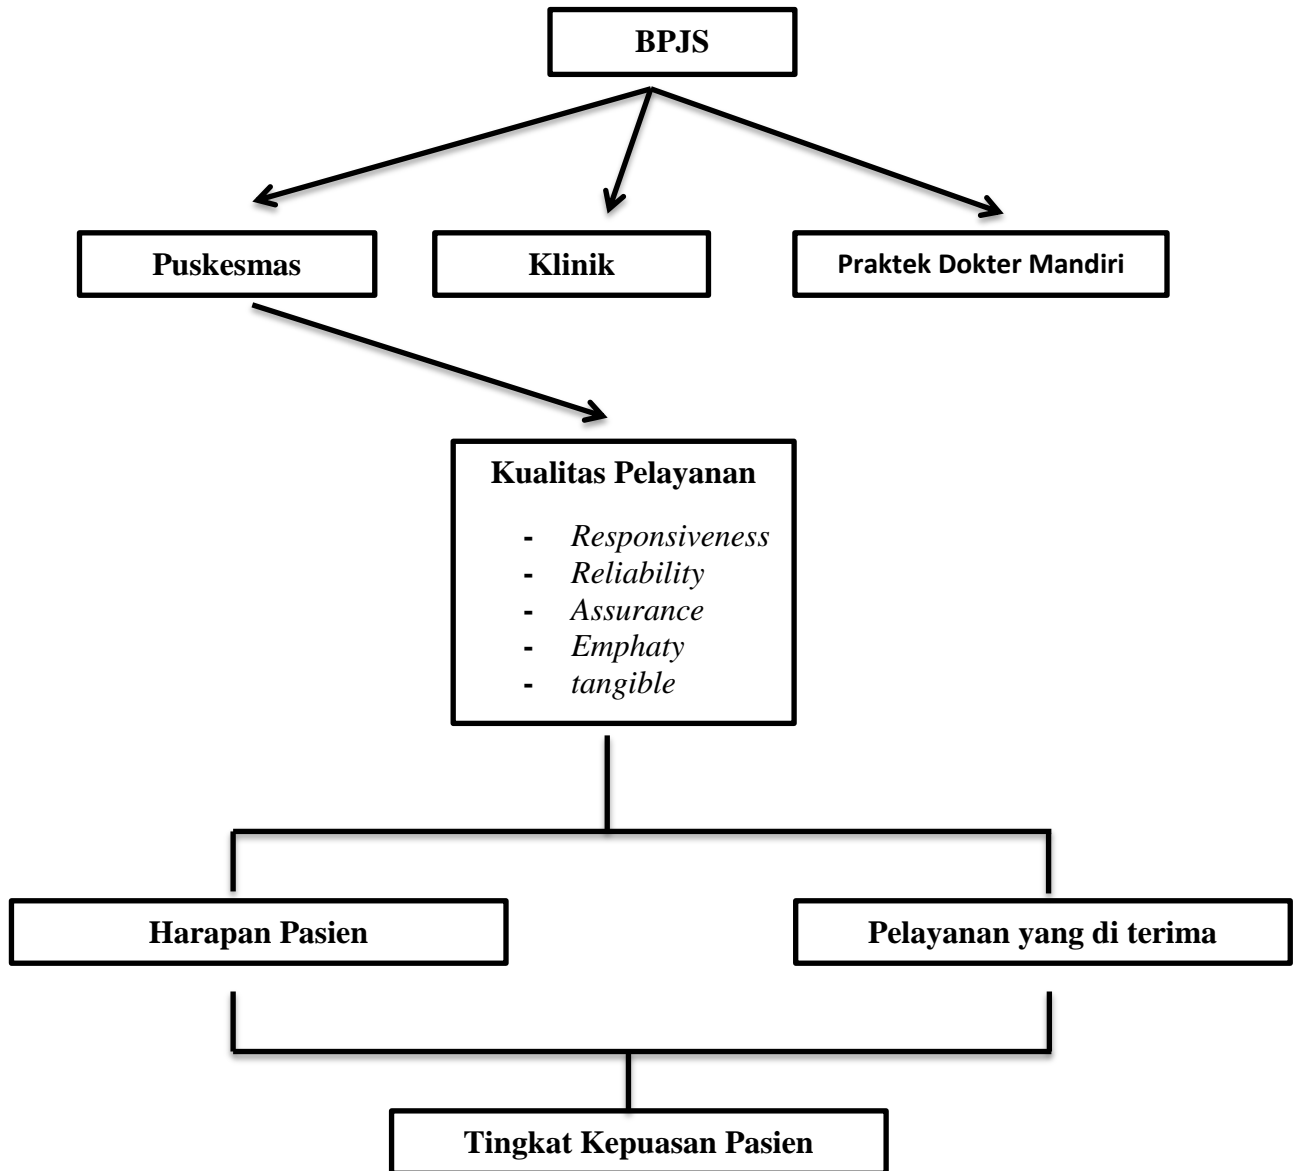 BPJS
Puskesmas
Klinik
Praktek Dokter Mandiri
Kualitas Pelayanan
- Responsiveness
- Reliability
- Assurance
- Emphaty
- tangible
Harapan Pasien
Pelayanan yang di terima
Tingkat Kepuasan Pasien